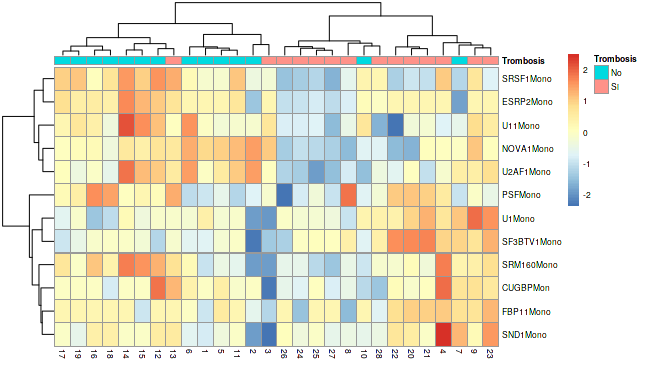 Trombosis
SRSF1Mono
ESRP2Mono
U11Mono
NOVA1Mono
U2AF1Mono
PSFMono
U1Mono
SF3BTV1Mono
SRM160Mono
CUGBPMon
FBP11Mono
SND1Mono
17 19 16 18 14 15 12 13 6 1 5 11 2 3 26 24 25 27 8 10 28 22 20 21 4 7 9 23
2
1
0
-1
-2
Trombosis
No
SI